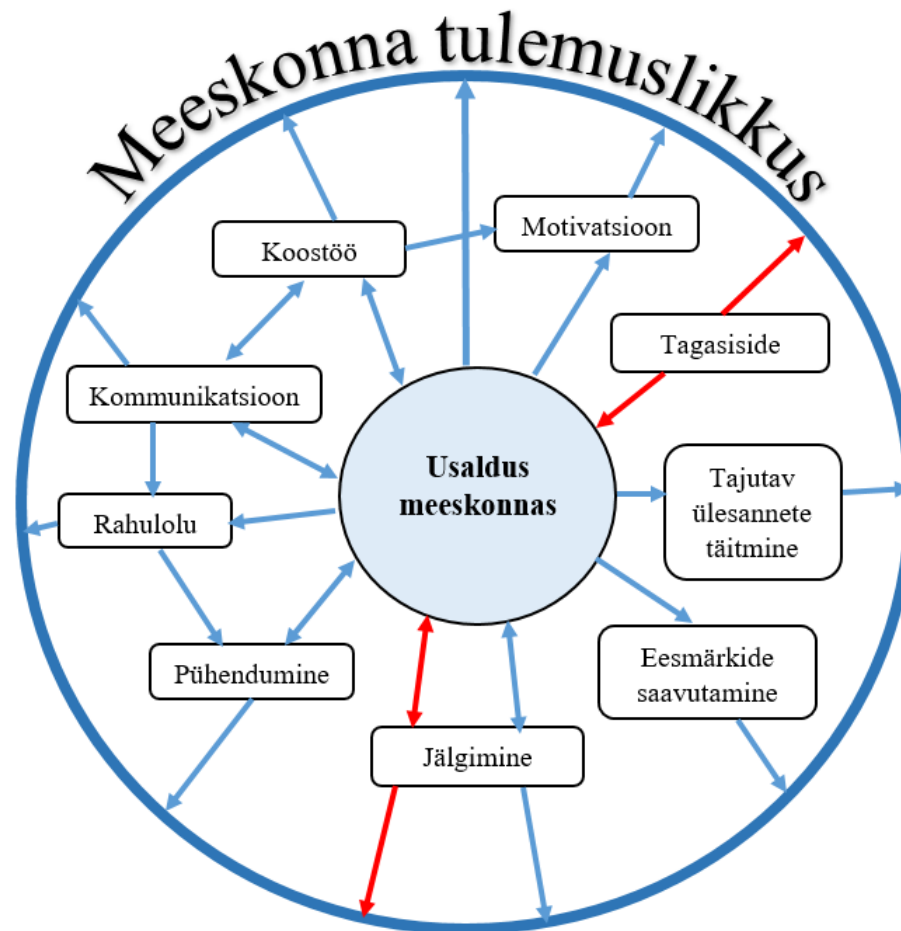 Meeskonna tulemuslikkus
Koostöö
Motivatsioon
Tagasiside
Kommunikatsioon
Usaldus
meeskonnas
Tajutav
ülesannete
täitmine
Rahulolu
Eesmärkide
saavutamine
Pühendumine
Jälgimine